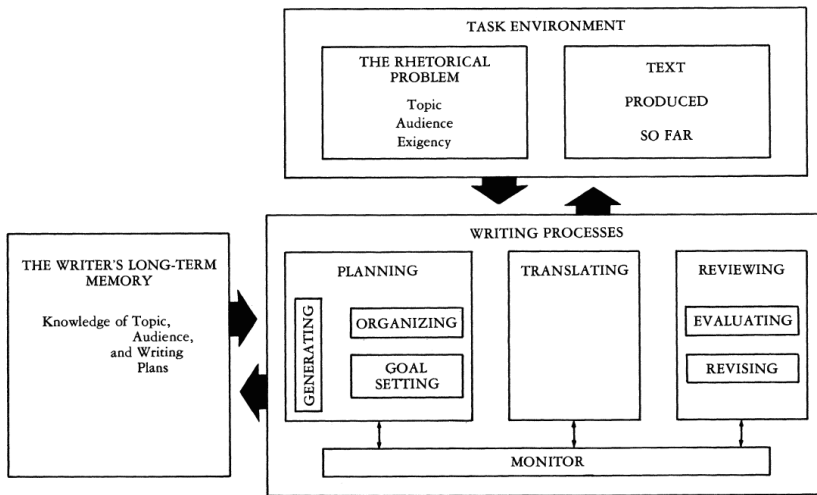 TASK ENVIRONMENT
THE RHETORICAL
PROBLEM
Topic
Audience
Exigency
TEXT
PRODUCED
SO FAR
THE WRITER'S LONG-TERM
MEMORY
Knowledge of Topic,
Audience,
and Writing
Plans
WRITING PROCESSES
PLANNING
GENERATING
ORGANIZING
GOAL
SETTING
TRANSLATING
REVIEWING
EVALUATING
REVISING
MONITOR